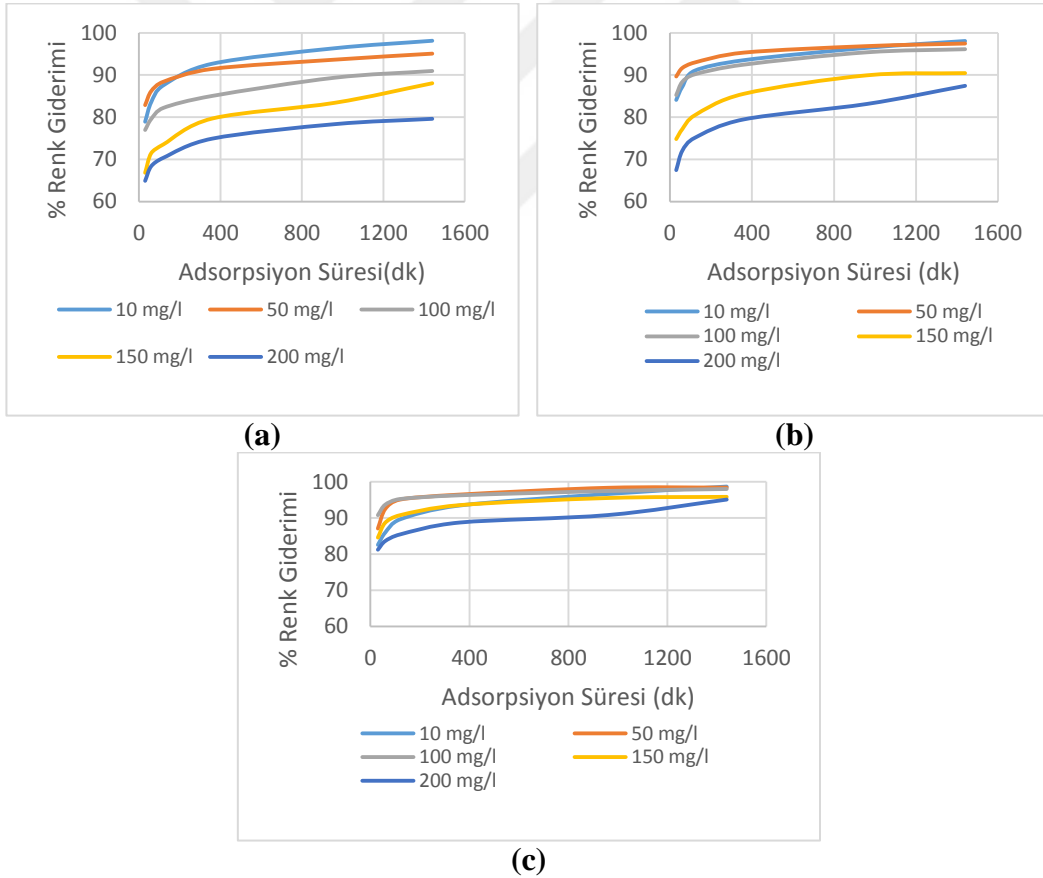 % Renk Giderimi
100
90
80
70
60
0 400 800 1200 1600
Adsorpsiyon Süresi(dk)
10 mg/l 50 mg/l 100 mg/l
150 mg/l 200 mg/l
(a)
% Renk Giderimi
100
90
80
70
60
0 400 800 1200 1600
Adsorpsiyon Süresi (dk)
10 mg/l 50 mg/l
100 mg/l 150 mg/l
200 mg/l
(b)
% Renk Giderimi
100
90
80
70
60
0 400 800 1200 1600
Adsorpsiyon Süresi (dk)
10 mg/l 50 mg/l
100 mg/l 150 mg/l
200 mg/l
(c)